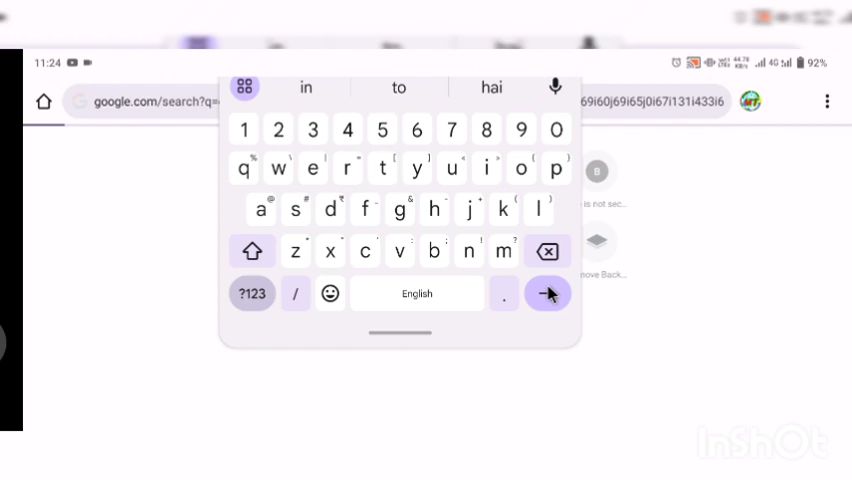 11:24 4G 92%
google.com/search?q= 69i60j69i65j0i67i131i433i6
in to hai
1 2 3 4 5 6 7 8 9 0
q w e r t y u i o p
B
is not sec...
a s d f g h j k l
z x c v b n m
move Back...
?123 / English .
InShOt